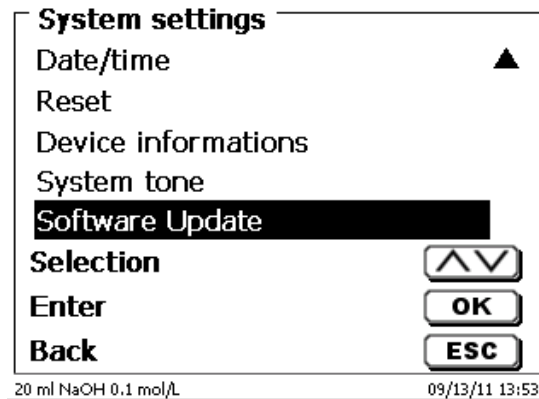 System settings
Date/time
Reset
Device informations
System tone
Software Update
Selection
Enter OK
Back ESC
20 ml NaOH 0.1 mol/L 09/13/11 13:53